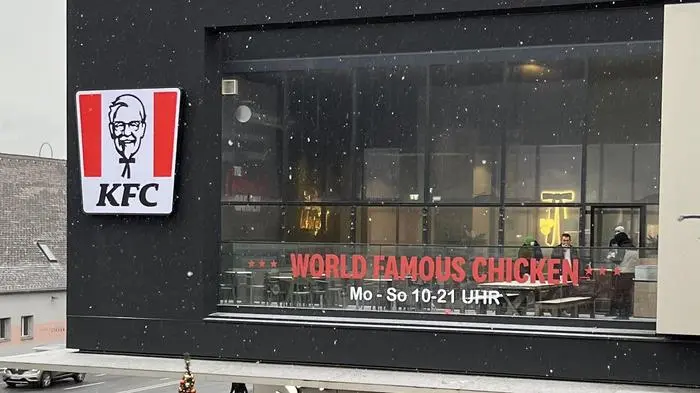 KFC
WORLD FAMOUS CHICKEN
Mo - So 10-21 UHR